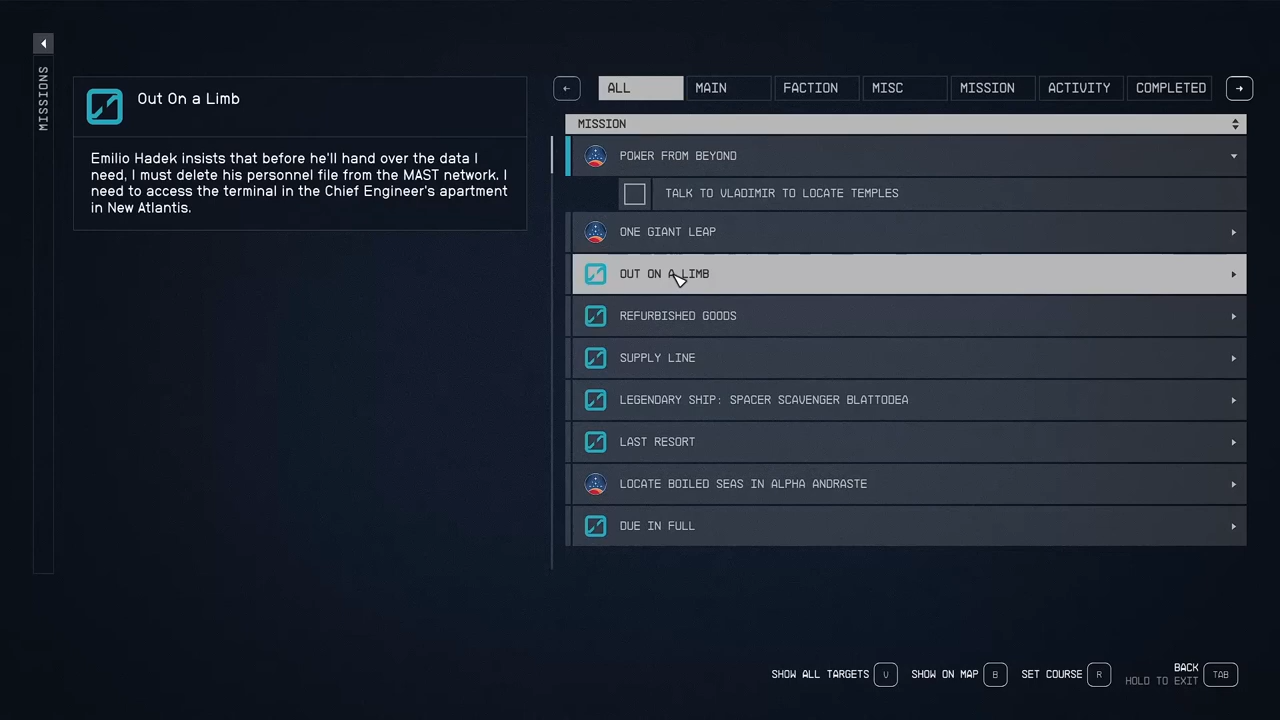 MISSIONS
Out On a Limb
Emilio Hadek insists that before he'll hand over the data I
need, I must delete his personnel file from the MAST network. I
need to access the terminal in the Chief Engineer's apartment
in New Atlantis.
← ALL MAIN FACTION MISC MISSION ACTIVITY COMPLETED →
MISSION
POWER FROM BEYOND
TALK TO VLADIMIR TO LOCATE TEMPLES
ONE GIANT LEAP
OUT ON A LIMB
REFURBISHED GOODS
SUPPLY LINE
LEGENDARY SHIP: SPACER SCAVENGER BLATTODEA
LAST RESORT
LOCATE BOILED SEAS IN ALPHA ANDRASTE
DUE IN FULL
SHOW ALL TARGETS V SHOW ON MAP B SET COURSE R BACK TAB
HOLD TO EXIT